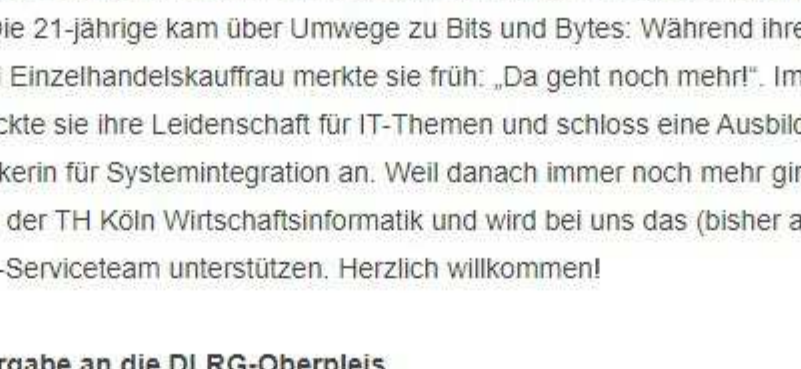 Die 21-jährige kam über Umwege zu Bits und Bytes: Während ihre
Einzelhandelskauffrau merkte sie früh: „Da geht noch mehr!“. Im
ckte sie ihre Leidenschaft für IT-Themen und schloss eine Ausbild
kerin für Systemintegration an. Weil danach immer noch mehr gin
der TH Köln Wirtschaftsinformatik und wird bei uns das (bisher a
-Serviceteam unterstützen. Herzlich willkommen!
rgabe an die DLRG-Oberpleis